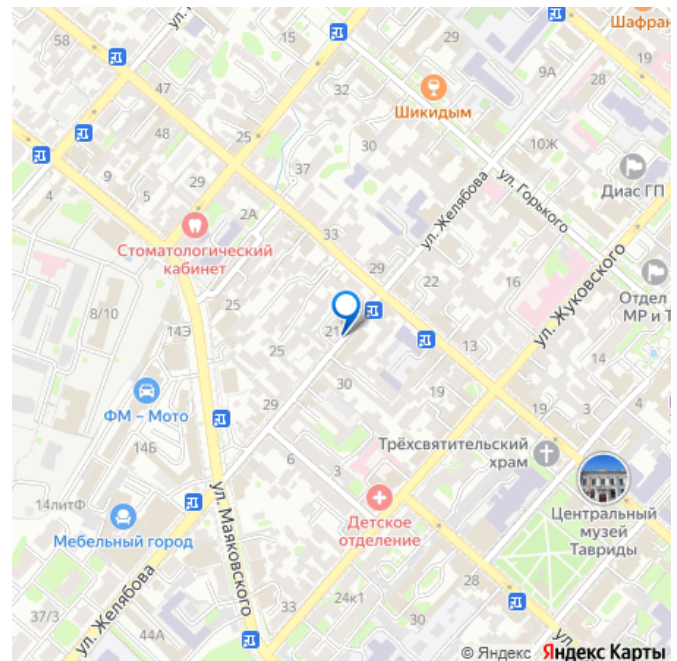 58
ул.
15
29
Шафран
47
32
9А
28
Шикидым
48
30
10Ж
37
9
5
29
4
2А
ул. Желябова
ул. Горького
Диас ГП
Стоматологический
кабинет
33
29
22
16
ул. Жуковского
Отдел
МР и Т
25
8/10
14Э
21
25
13
30
19
ФМ – Мото
29
19
3
14Б
6
3
Трёхсвятительский
храм
14литФ
ул. Маяковского
Детское
отделение
Центральный
музей
Тавриды
Мебельный город
ул. Желябова
28
24к1
33
37/3
44А
ул.
© Яндекс Яндекс Карты